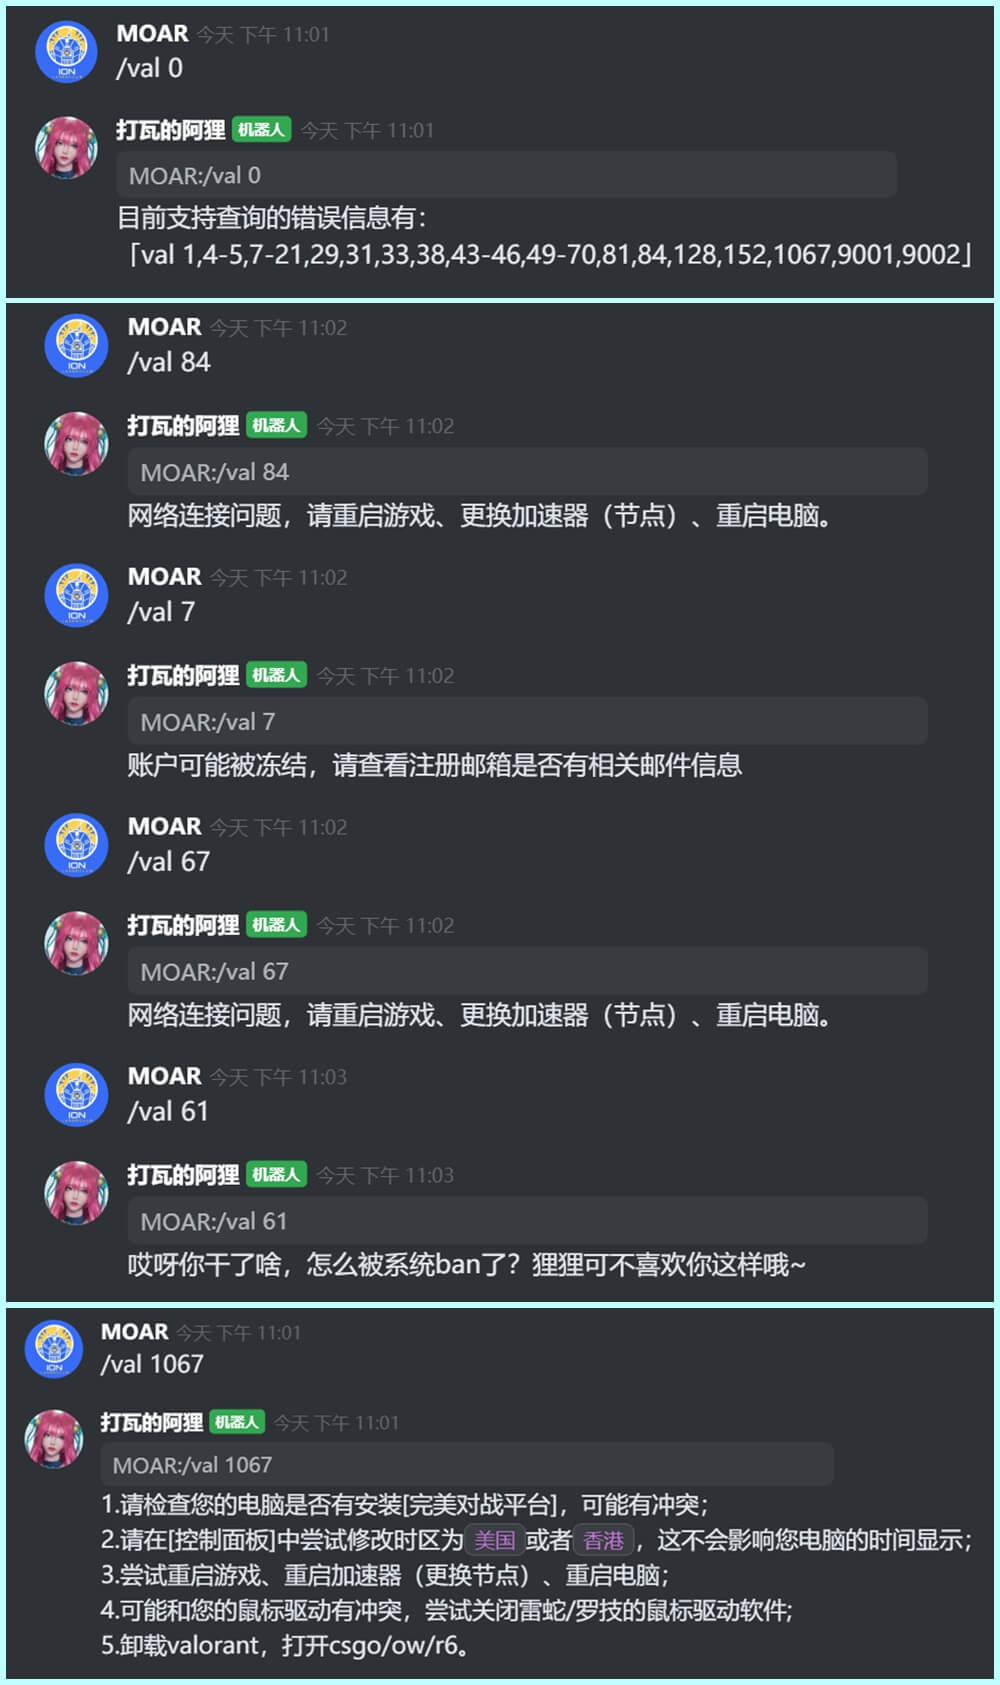 MOAR 今天 下午 11:01
/val 0
打瓦的阿狸 机器人 今天 下午 11:01
MOAR:/val 0
目前支持查询的错误信息有：
「val 1,4-5,7-21,29,31,33,38,43-46,49-70,81,84,128,152,1067,9001,9002」
MOAR 今天 下午 11:02
/val 84
打瓦的阿狸 机器人 今天 下午 11:02
MOAR:/val 84
网络连接问题，请重启游戏、更换加速器（节点）、重启电脑。
MOAR 今天 下午 11:02
/val 7
打瓦的阿狸 机器人 今天 下午 11:02
MOAR:/val 7
账户可能被冻结，请查看注册邮箱是否有相关邮件信息
MOAR 今天 下午 11:02
/val 67
打瓦的阿狸 机器人 今天 下午 11:02
MOAR:/val 67
网络连接问题，请重启游戏、更换加速器（节点）、重启电脑。
MOAR 今天 下午 11:03
/val 61
打瓦的阿狸 机器人 今天 下午 11:03
MOAR:/val 61
哎呀你干了啥，怎么被系统ban了？狸狸可不喜欢你这样哦~
MOAR 今天 下午 11:01
/val 1067
打瓦的阿狸 机器人 今天 下午 11:01
MOAR:/val 1067
1.请检查您的电脑是否有安装[完美对战平台]，可能有冲突；
2.请在[控制面板]中尝试修改时区为 美国 或者 香港 ，这不会影响您电脑的时间显示；
3.尝试重启游戏、重启加速器（更换节点）、重启电脑；
4.可能和您的鼠标驱动有冲突，尝试关闭雷蛇/罗技的鼠标驱动软件;
5.卸载valorant，打开csgo/ow/r6。